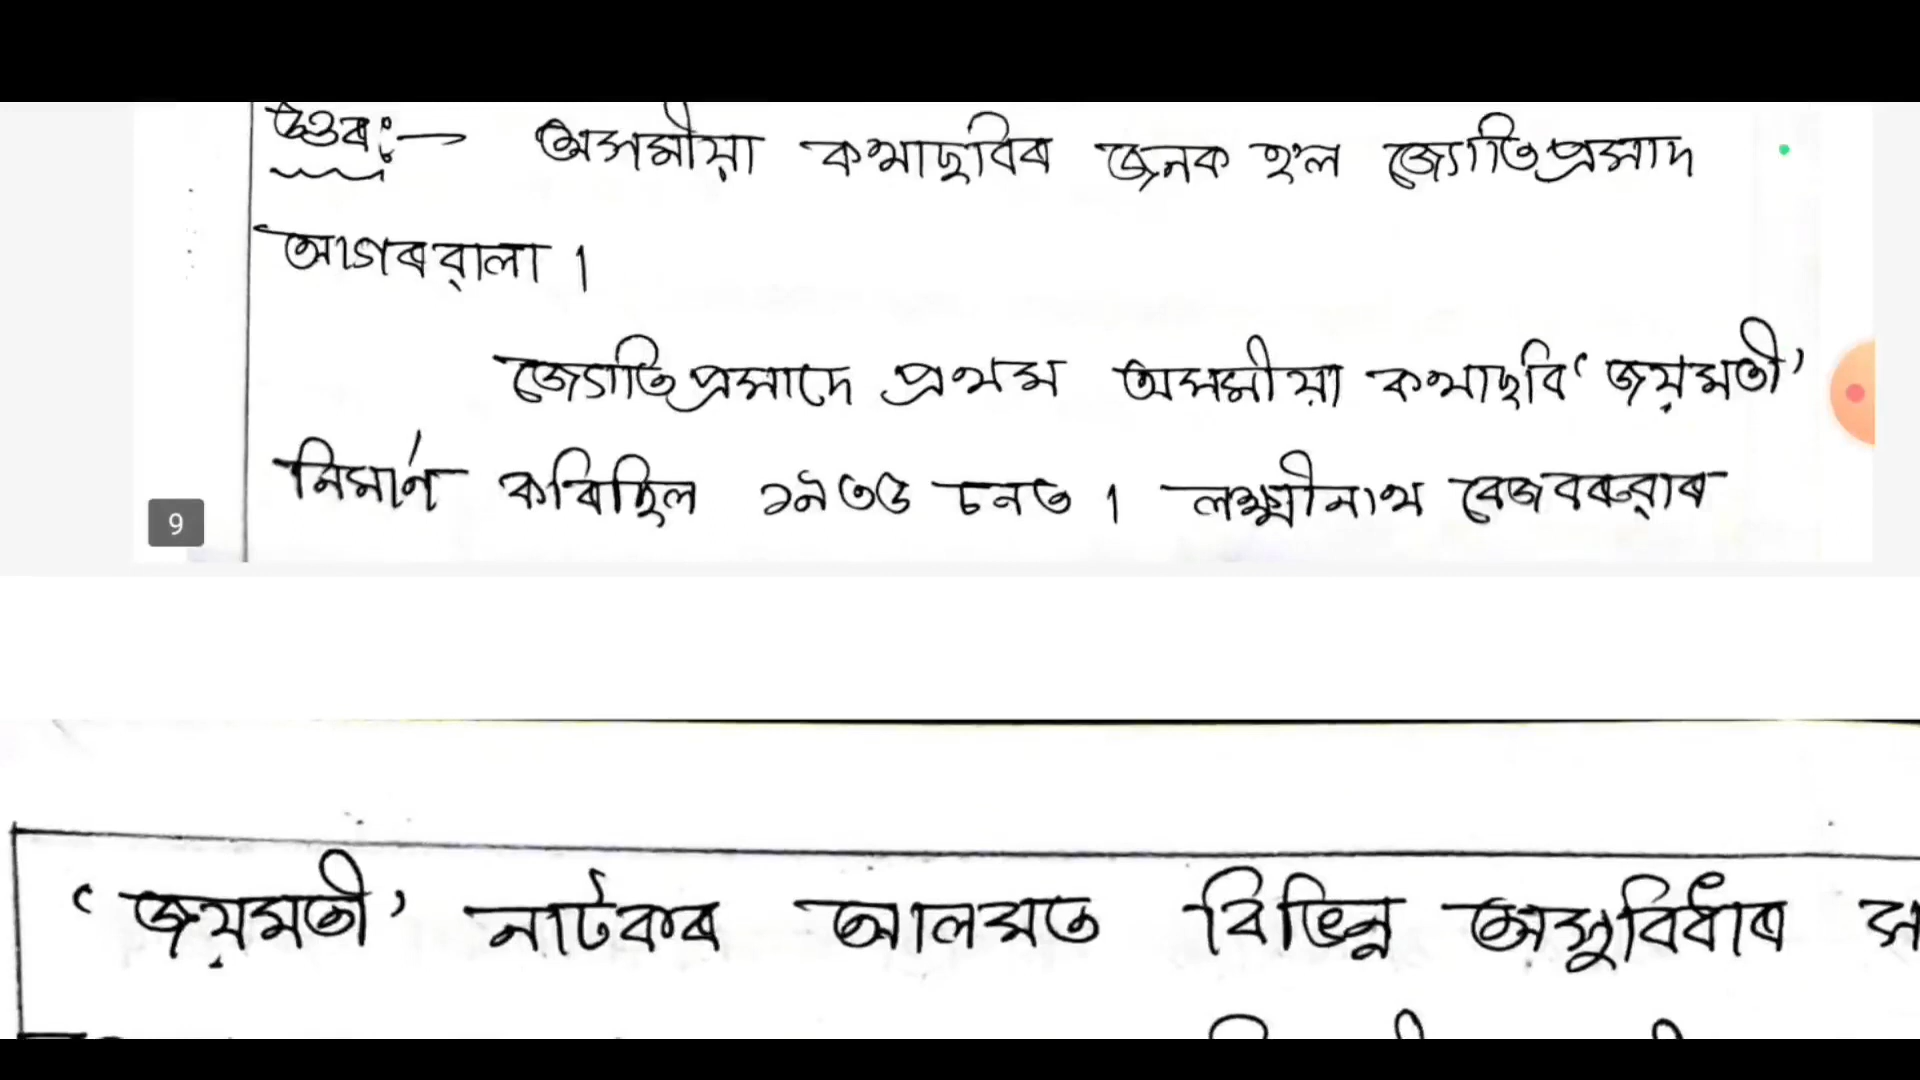 উত্তৰঃ— অসমীয়া কথাছবিৰ জনক হ'ল জ্যোতিপ্ৰসাদ
আগৰৱালা।
জ্যোতিপ্ৰসাদে প্ৰথম অসমীয়া কথাছবি ‘জয়মতী’
নিৰ্মাণ কৰিছিল ১৯৩৫ চনত। লক্ষ্মীনাথ বেজবৰুৱাৰ
9
‘জয়মতী’ নাটকৰ আলমত বিভিন্ন অসুবিধাৰ